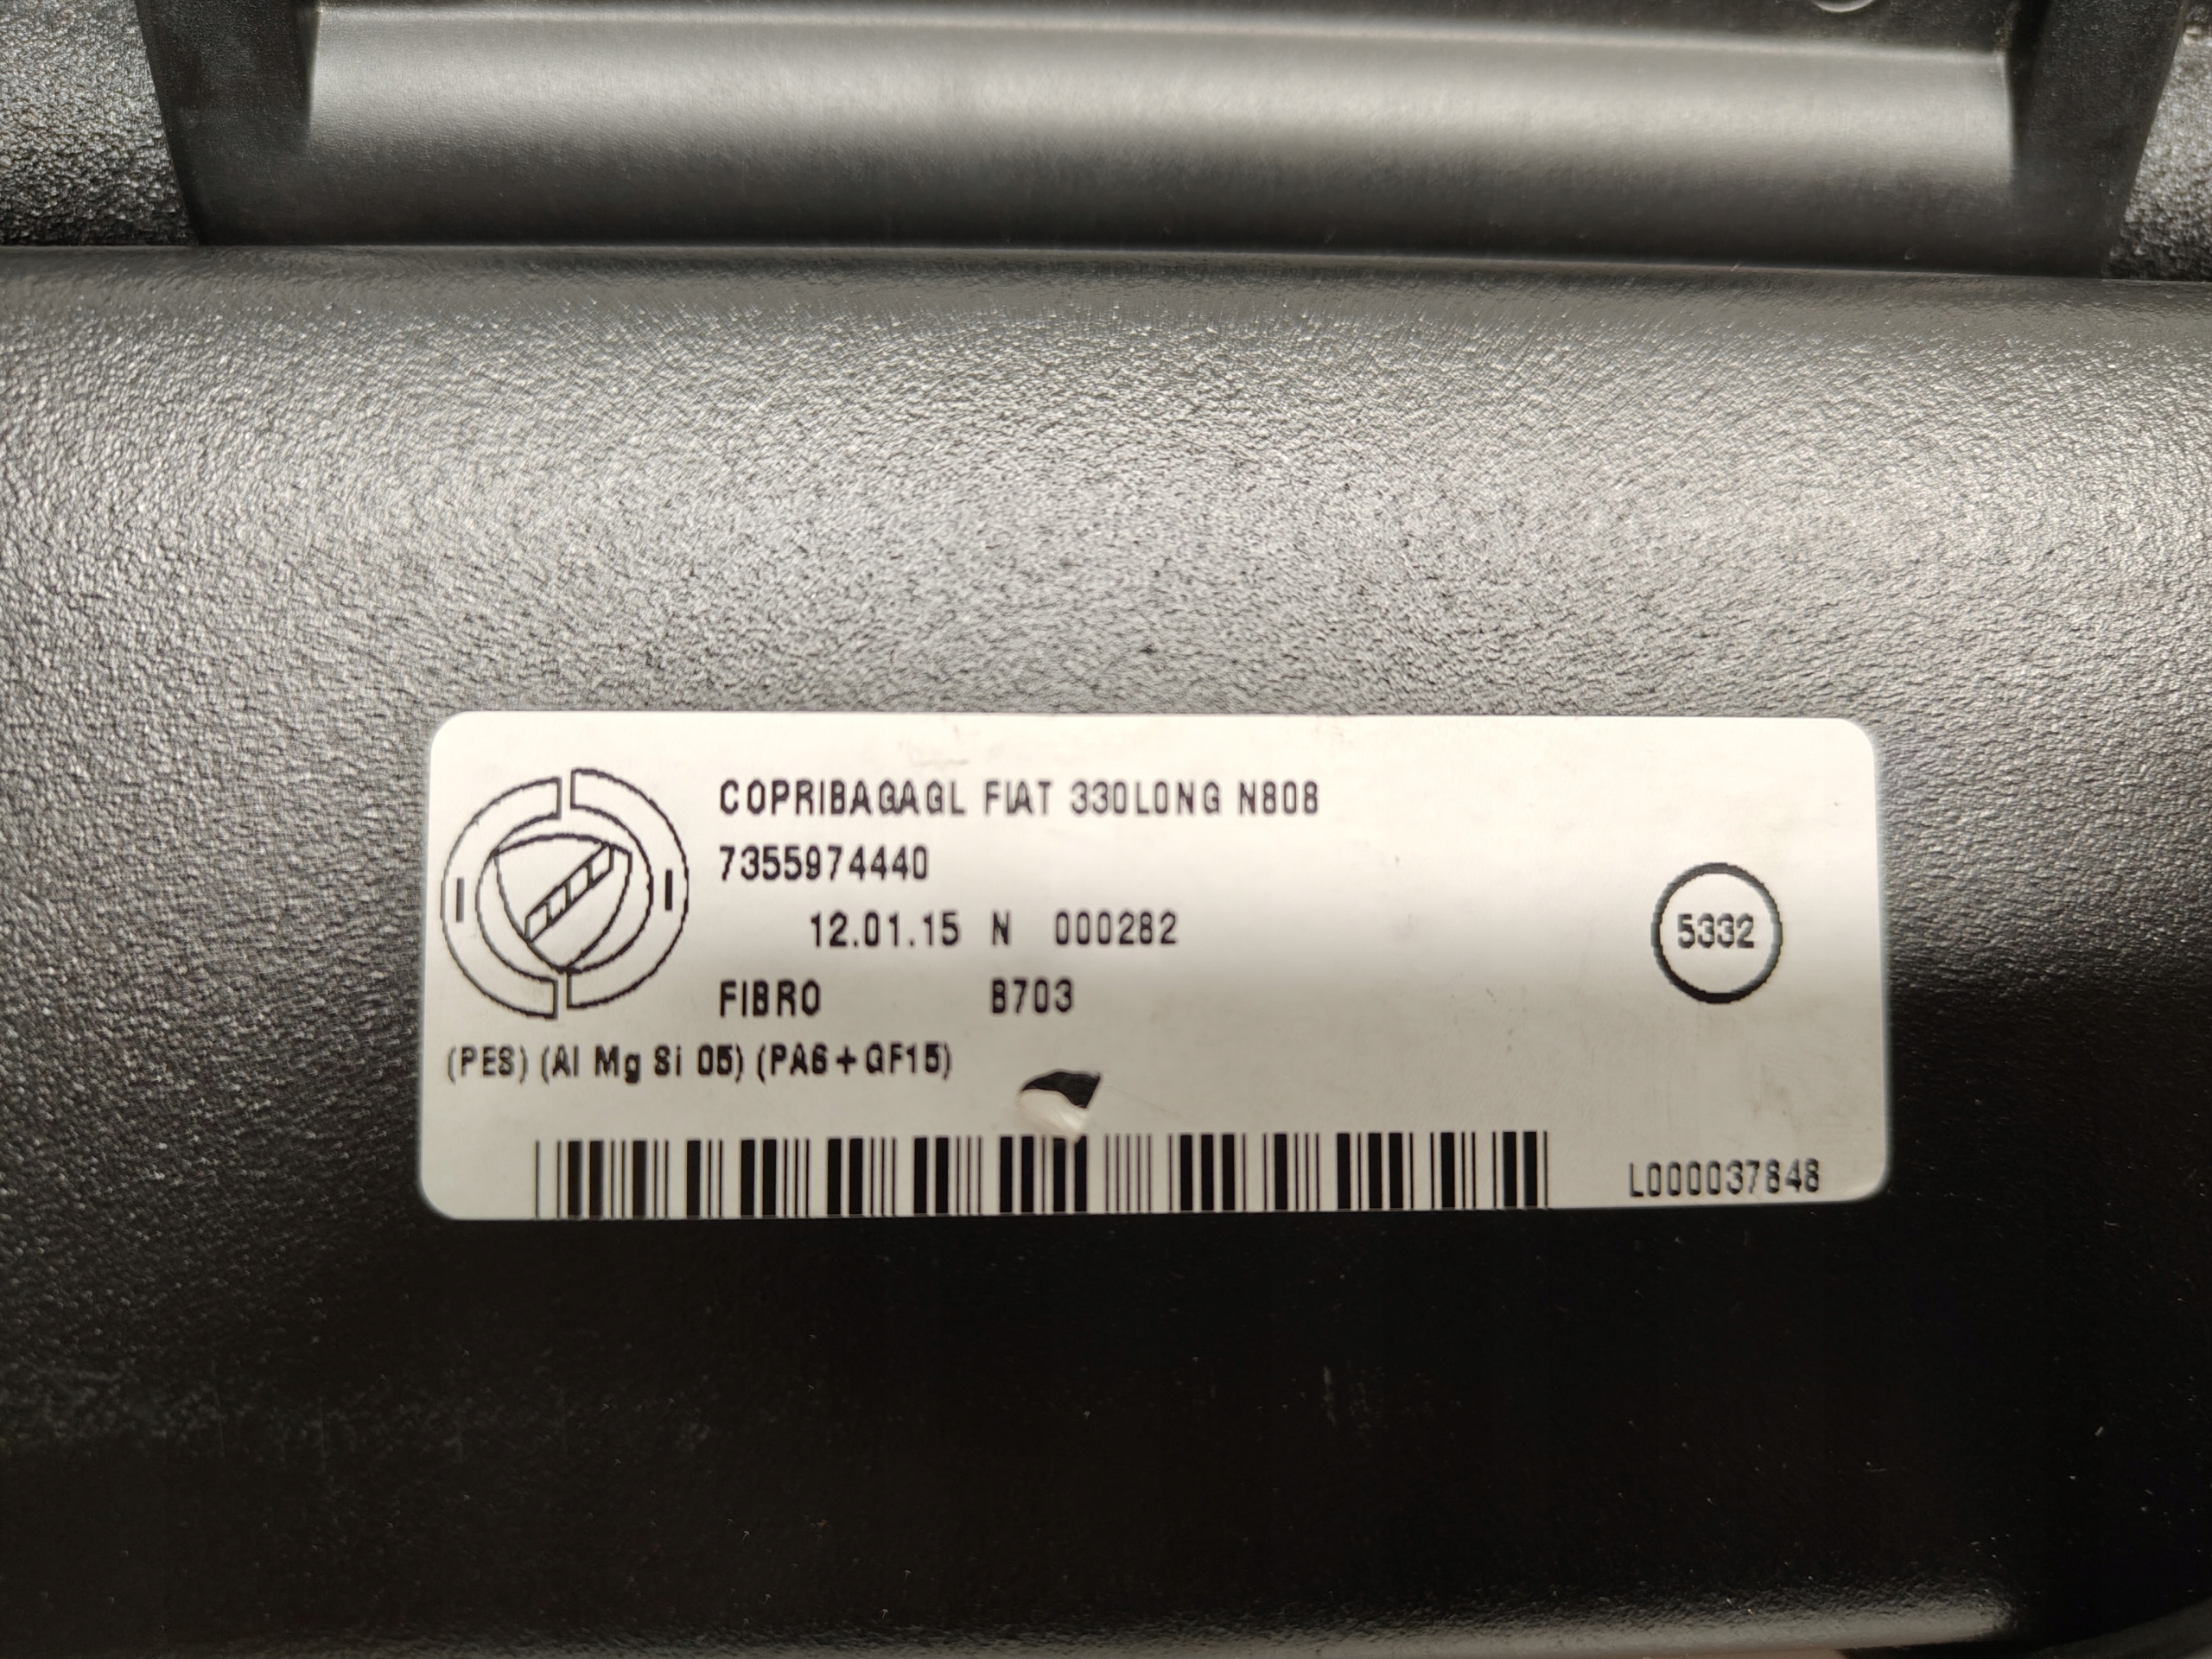 COPRIBAGAGL FIAT 330LONG N808
7355974440
12.01.15 N 000282
5332
FIBRO B703
(PES) (Al Mg Si 05) (PA6+GF15)
L000037848